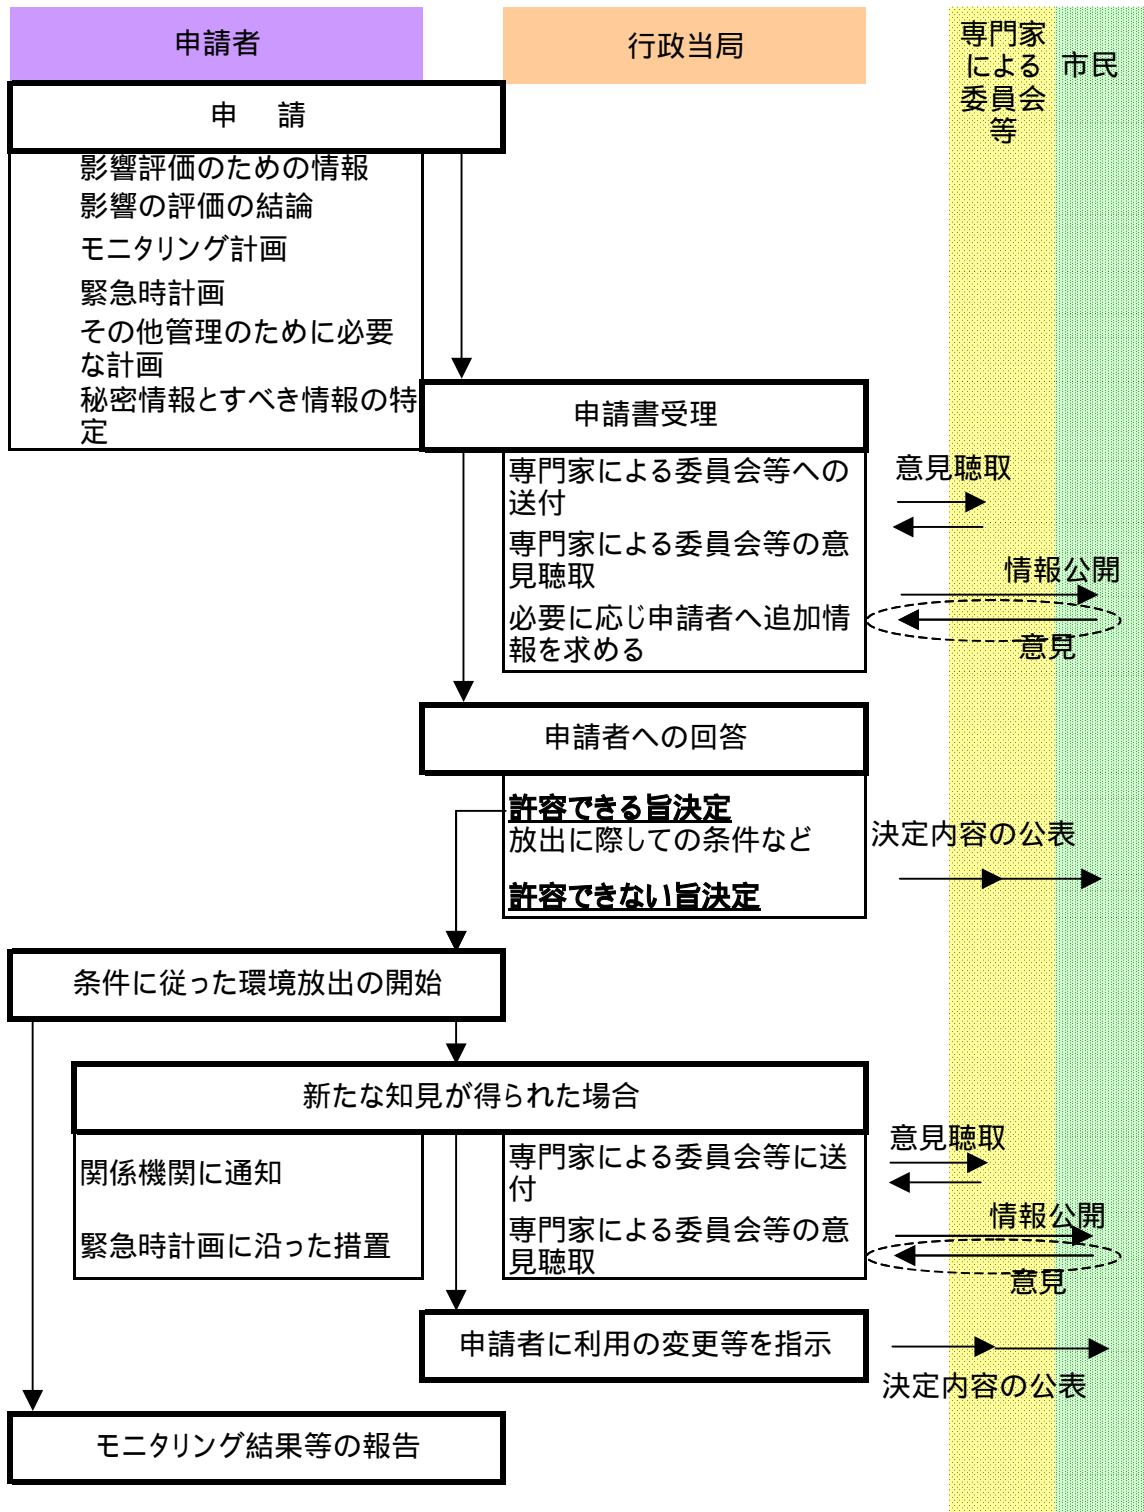 申請者
行政当局
専門家
による
委員会
等
市民
申　請
影響評価のための情報
影響の評価の結論
モニタリング計画
緊急時計画
その他管理のために必要
な計画
秘密情報とすべき情報の特
定
申請書受理
専門家による委員会等への
送付
専門家による委員会等の意
見聴取
必要に応じ申請者へ追加情
報を求める
意見聴取
情報公開
意見
申請者への回答
許容できる旨決定
放出に際しての条件など
許容できない旨決定
決定内容の公表
条件に従った環境放出の開始
新たな知見が得られた場合
関係機関に通知
緊急時計画に沿った措置
専門家による委員会等に送
付
専門家による委員会等の意
見聴取
意見聴取
情報公開
意見
申請者に利用の変更等を指示
決定内容の公表
モニタリング結果等の報告